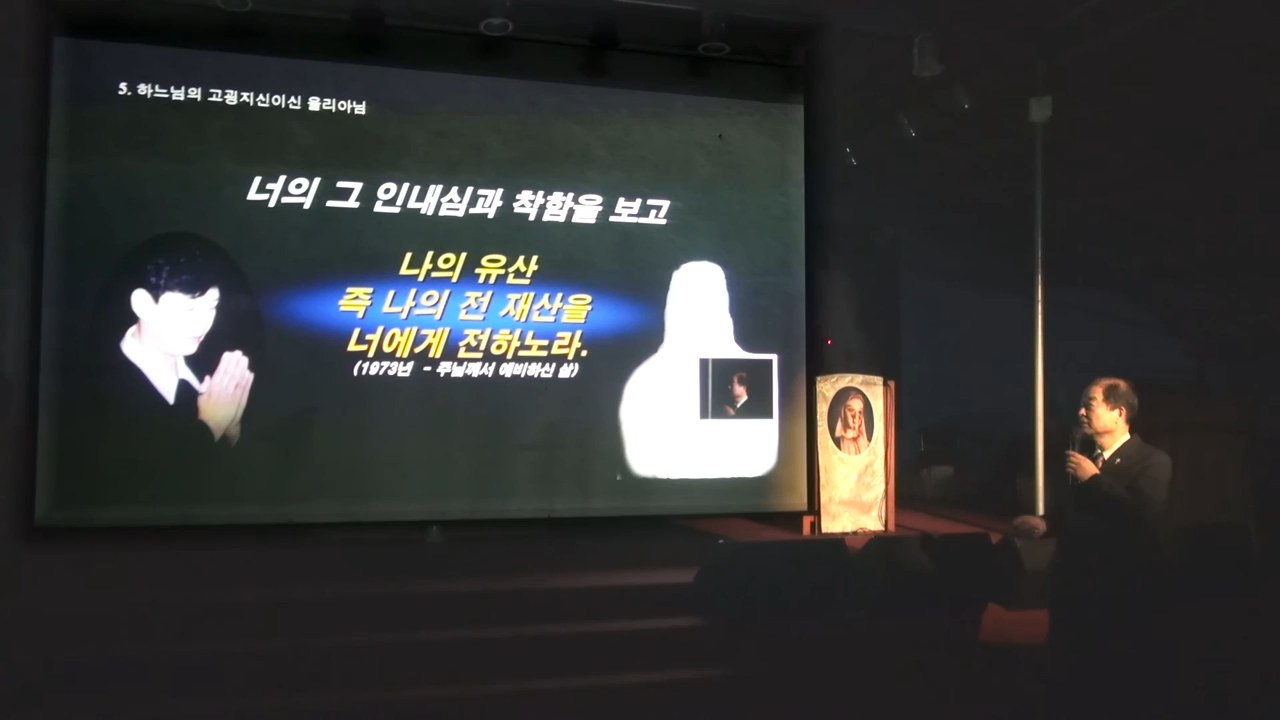 5. 하느님의 고굉지신이신 율리아님
너의 그 인내심과 착함을 보고
나의 유산
즉 나의 전 재산을
너에게 전하노라.
(1973년 - 주님께서 예비하신 삶)